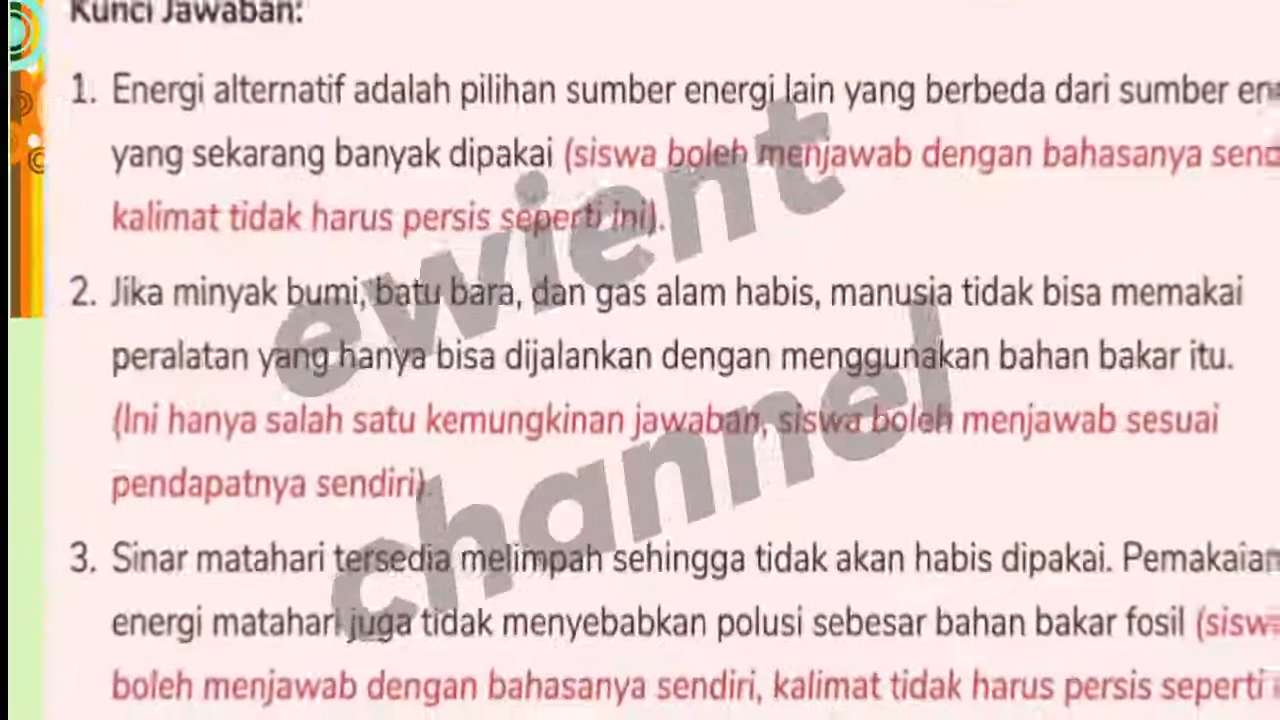 Kunci Jawaban:
1. Energi alternatif adalah pilihan sumber energi lain yang berbeda dari sumber
yang sekarang banyak dipakai (siswa boleh menjawab dengan bahasanya
kalimat tidak harus persis seperti ini).
2. Jika minyak bumi, batu bara, dan gas alam habis, manusia tidak bisa memakai
peralatan yang hanya bisa dijalankan dengan menggunakan bahan bakar itu.
(Ini hanya salah satu kemungkinan jawaban, siswa boleh menjawab sesuai
pendapatnya sendiri)
3. Sinar matahari tersedia melimpah sehingga tidak akan habis dipakai. Pemakaian
energi matahari juga tidak menyebabkan polusi sebesar bahan bakar fosil
boleh menjawab dengan bahasanya sendiri, kalimat tidak harus persis seperti
ewient
channel